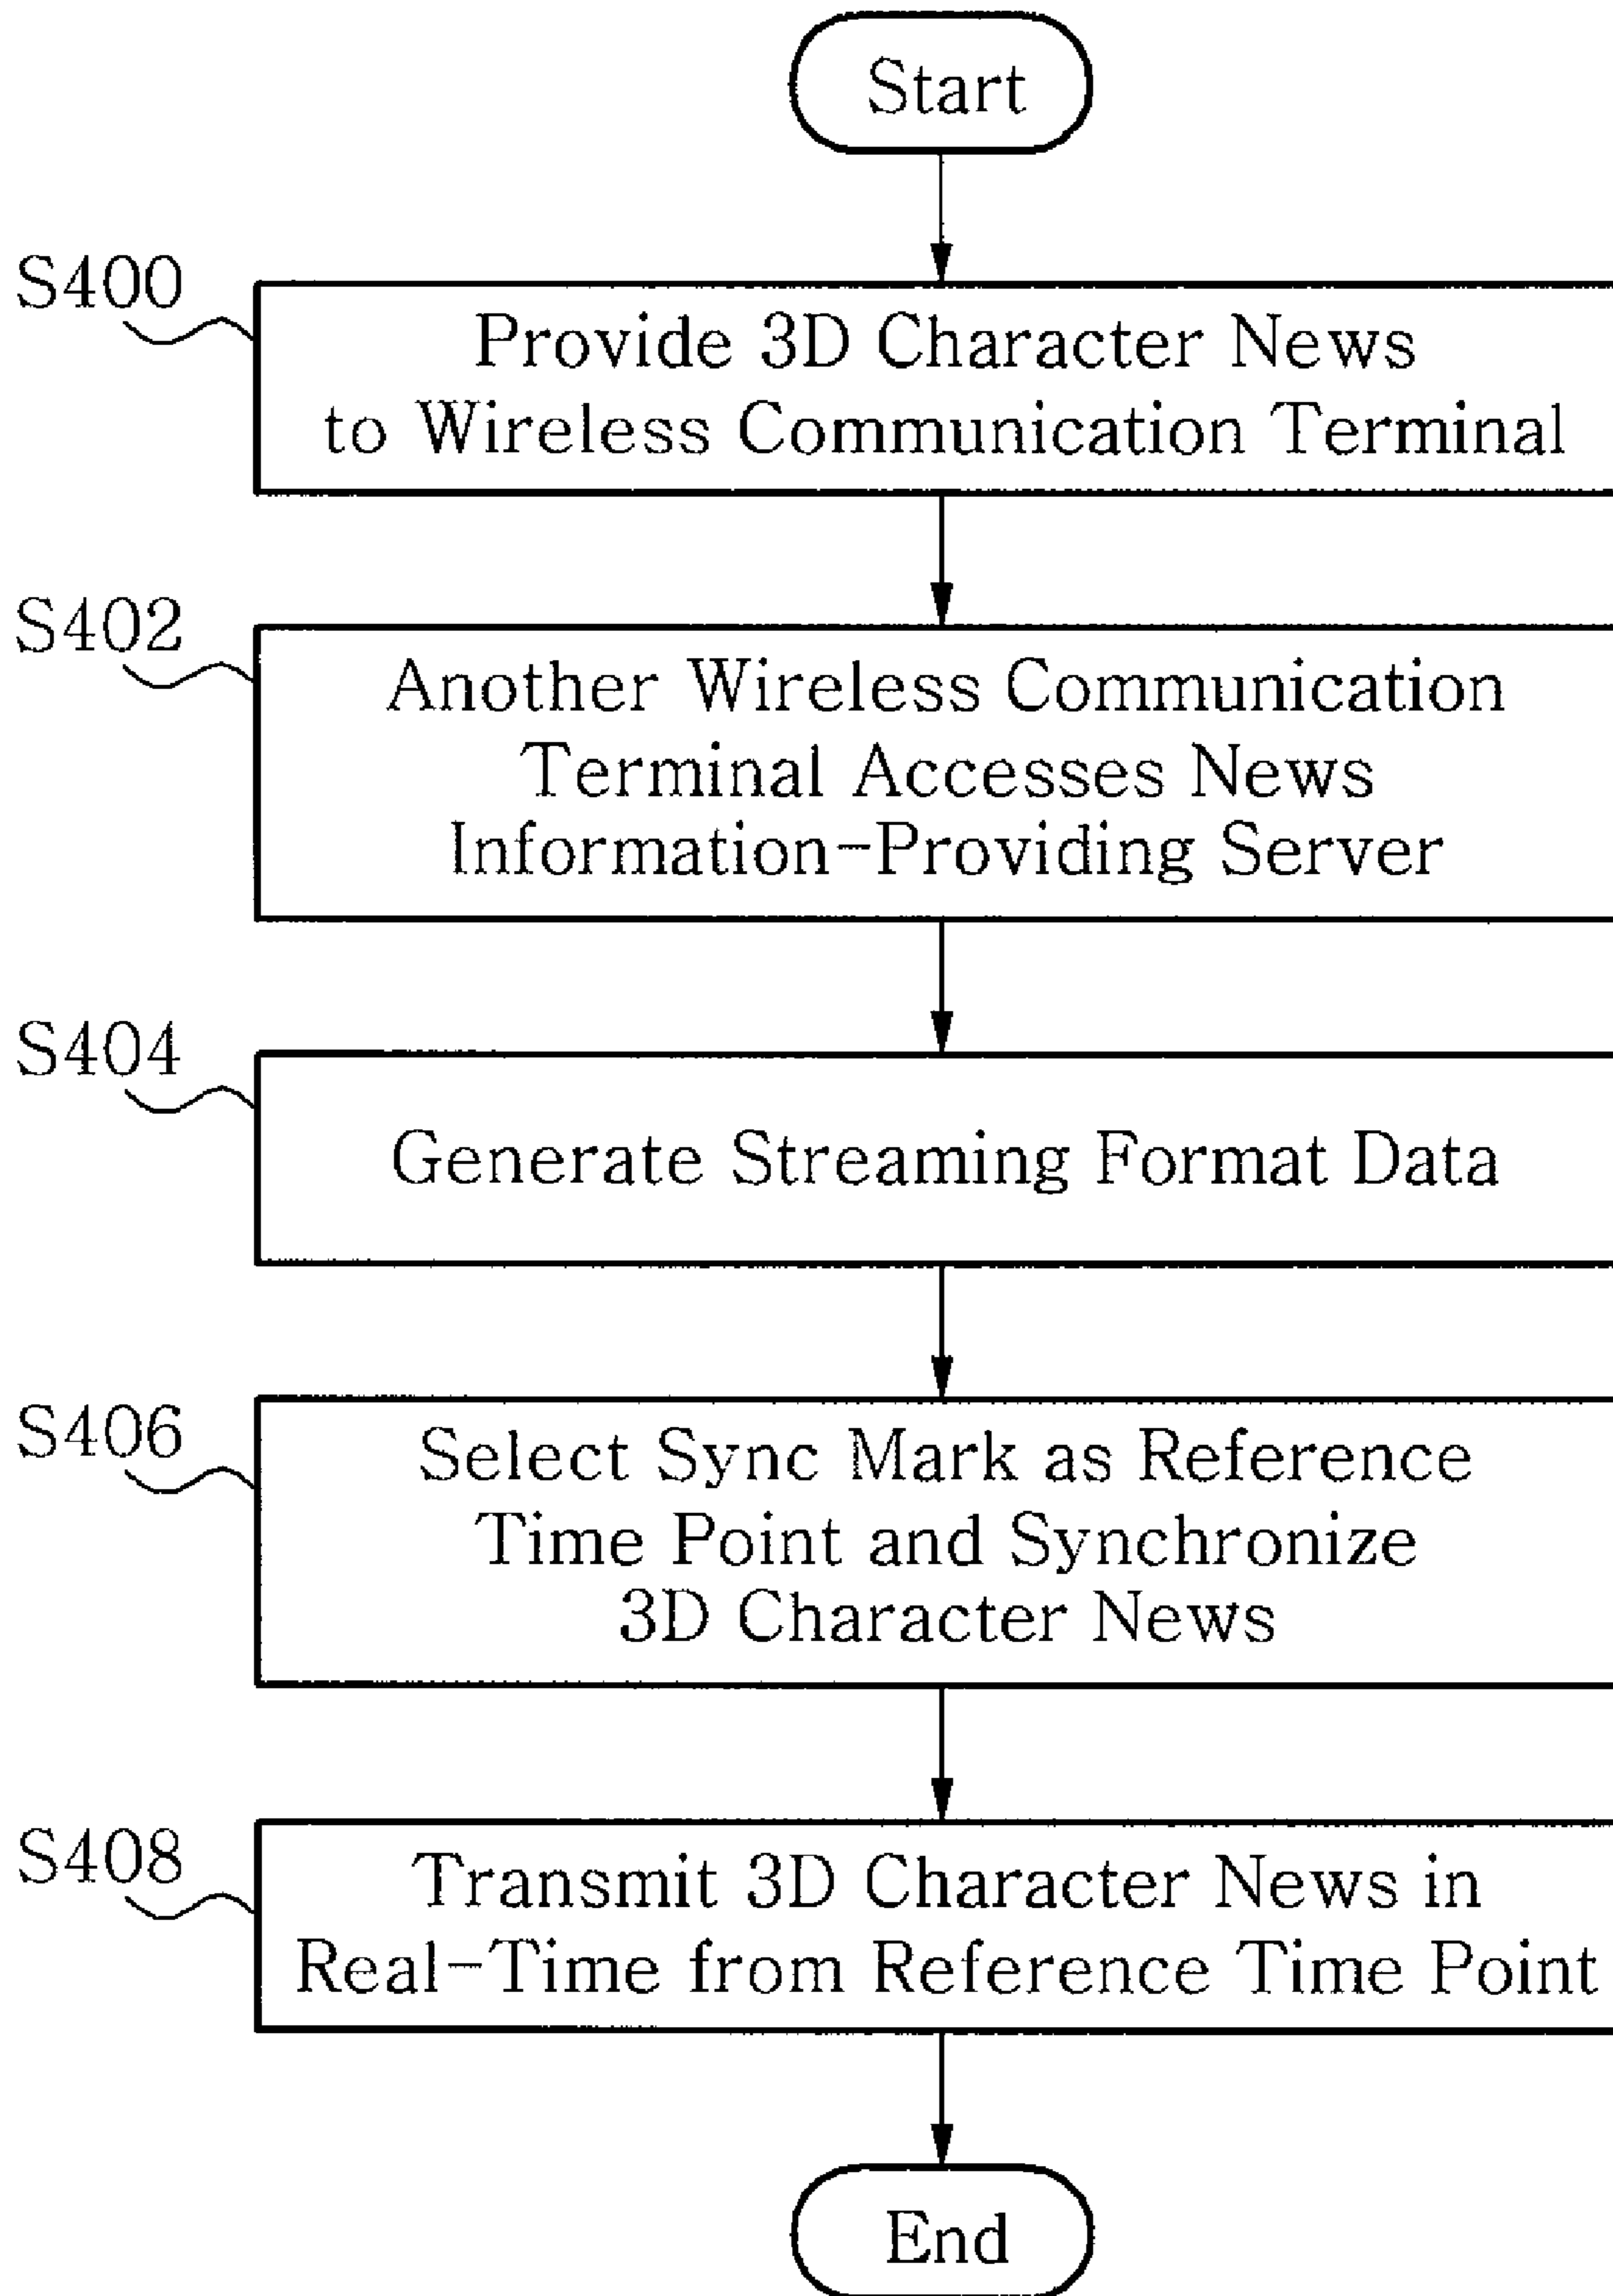 Start
S400
Provide 3D Character News
to Wireless Communication Terminal
S402
Another Wireless Communication
Terminal Accesses News
Information-Providing Server
S404
Generate Streaming Format Data
S406
Select Sync Mark as Reference
Time Point and Synchronize
3D Character News
S408
Transmit 3D Character News in
Real-Time from Reference Time Point
End